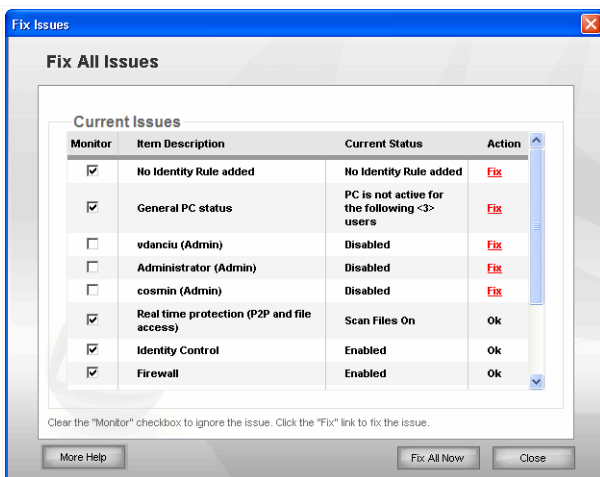 Fix Issues
Fix All Issues
Current Issues
Monitor Item Description Current Status Action
No Identity Rule added No Identity Rule added Fix
General PC status PC is not active for the following <3> users Fix
vdanciu (Admin) Disabled Fix
Administrator (Admin) Disabled Fix
cosmin (Admin) Disabled Fix
Real time protection (P2P and file access) Scan Files On Ok
Identity Control Enabled Ok
Firewall Enabled Ok
Clear the "Monitor" checkbox to ignore the issue. Click the "Fix" link to fix the issue.
More Help Fix All Now Close